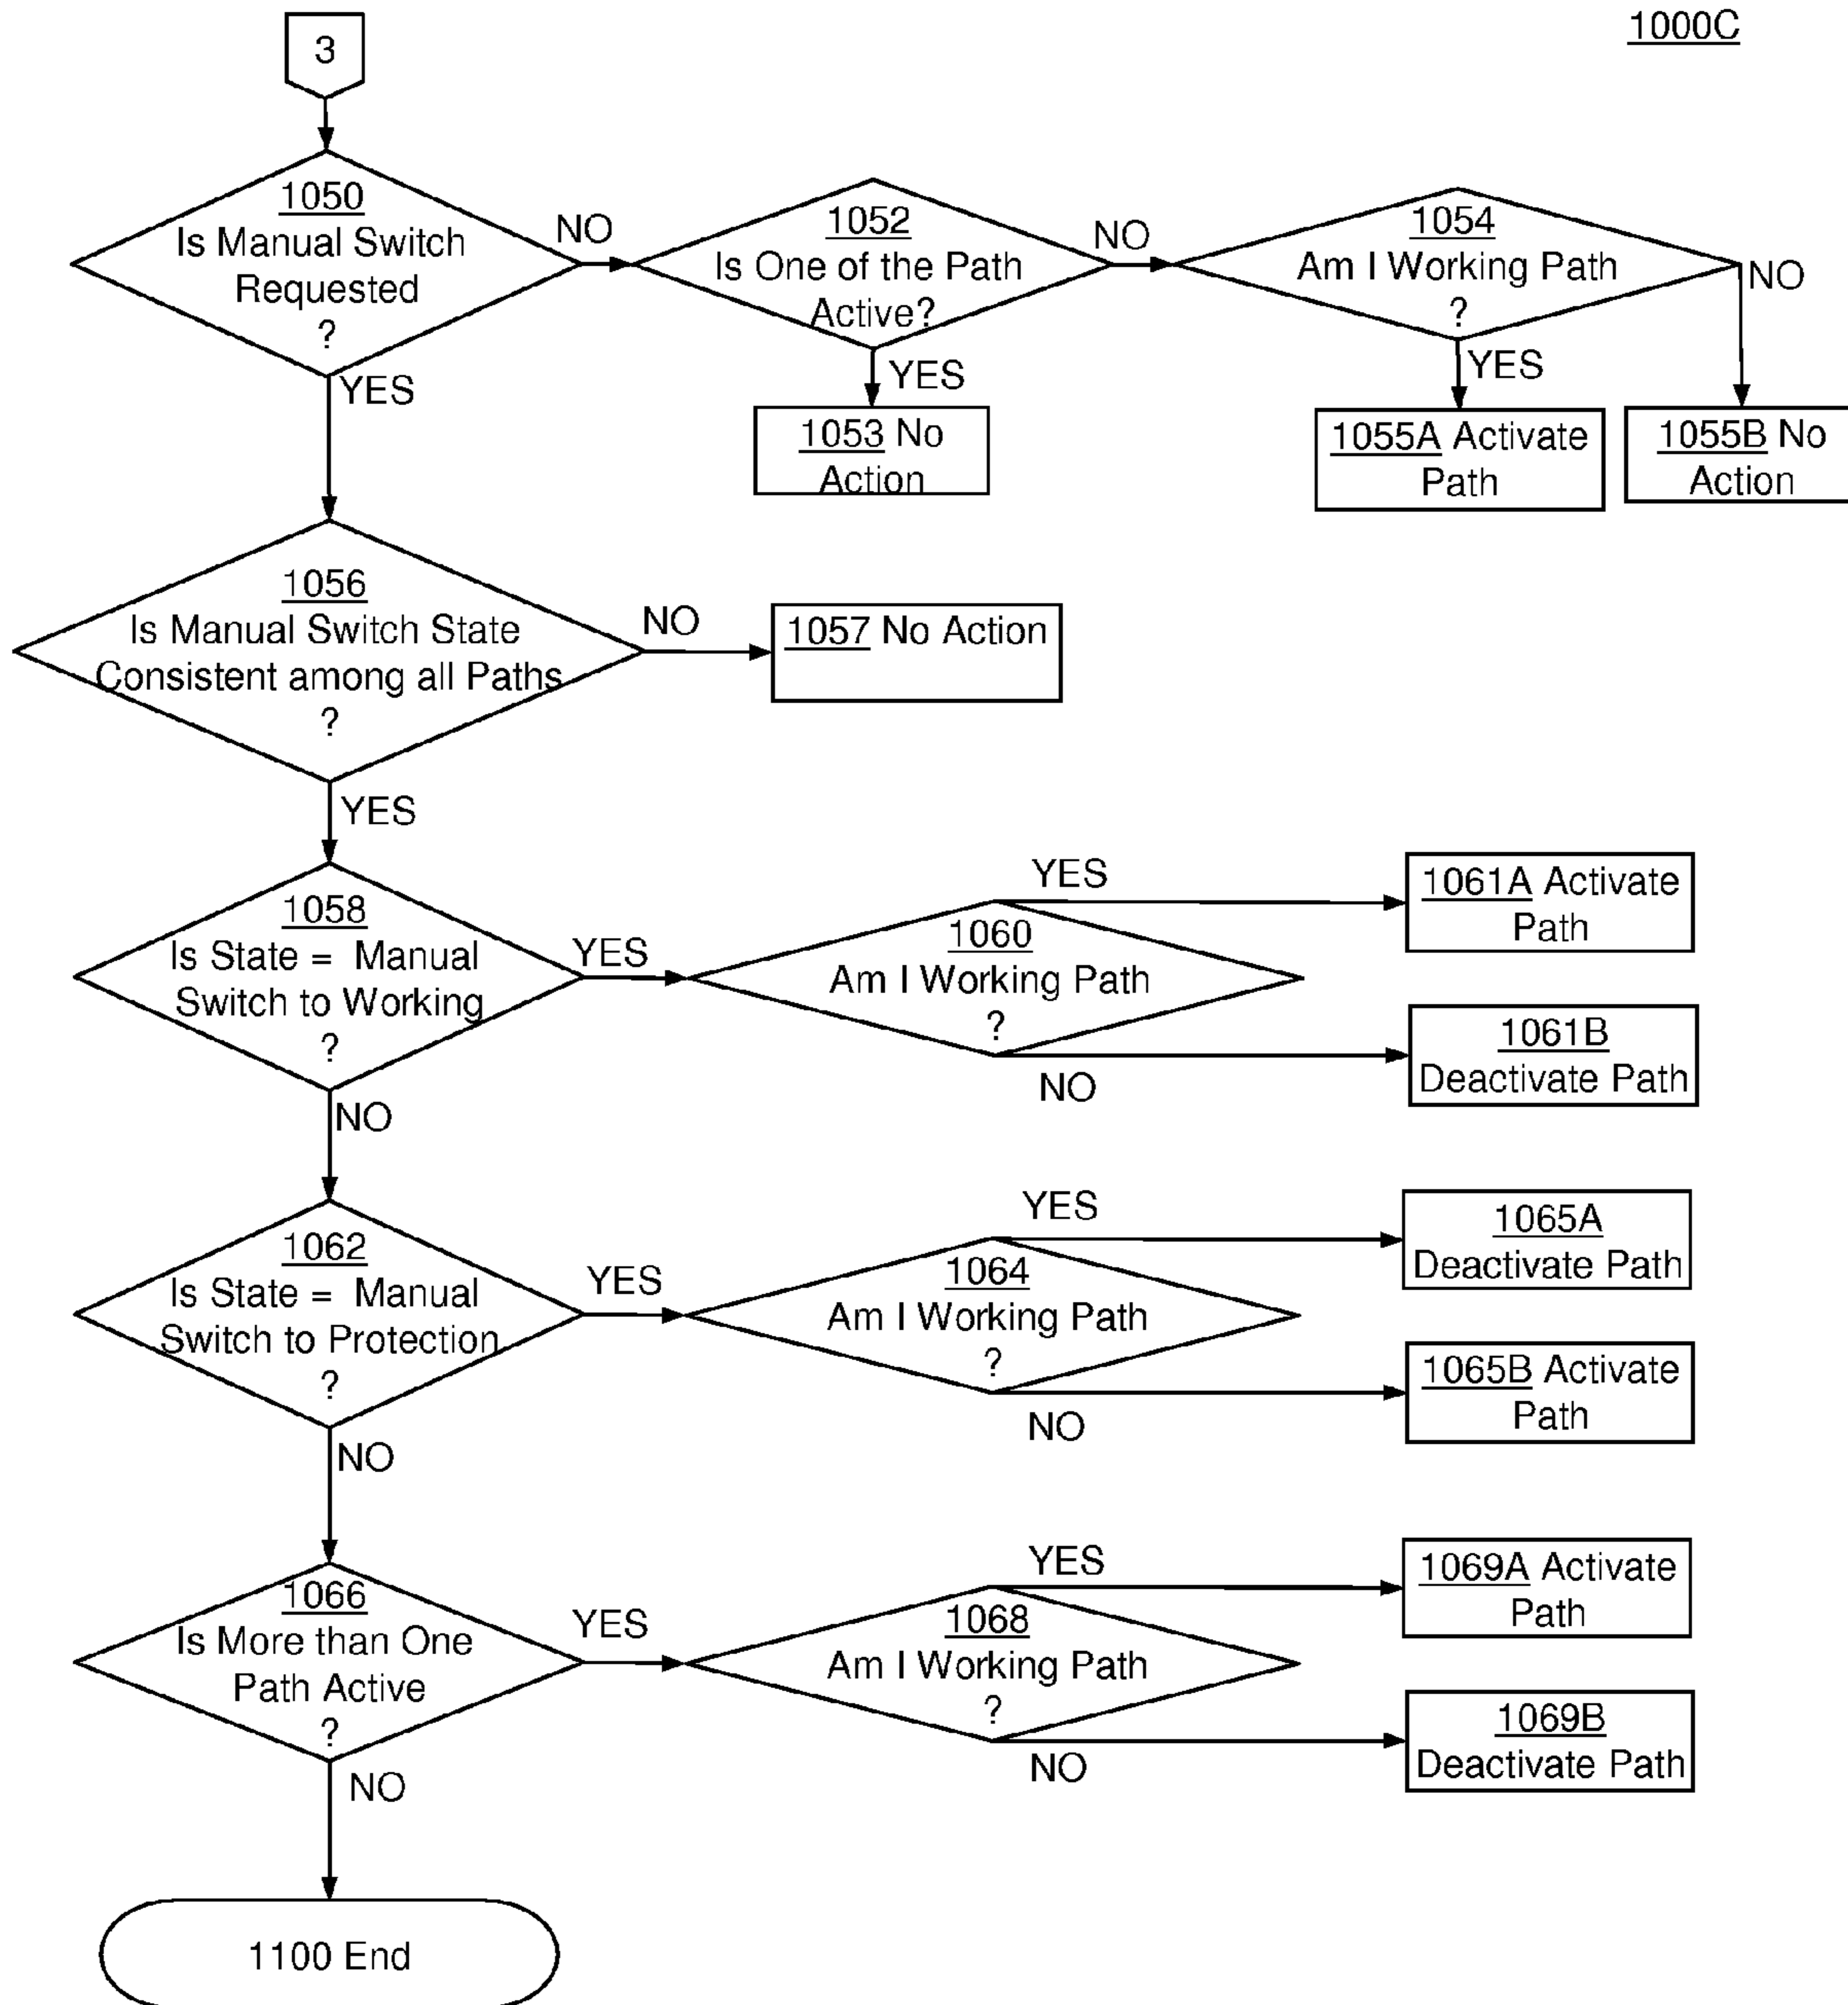 1000C
3
1050
Is Manual Switch
Requested
?
NO
YES
1052
Is One of the Path
Active?
NO
YES
1053 No
Action
1054
Am I Working Path
?
NO
YES
1055A Activate
Path
1055B No
Action
1056
Is Manual Switch State
Consistent among all Paths
?
NO
1057 No Action
YES
1058
Is State = Manual
Switch to Working
?
YES
NO
1060
Am I Working Path
?
YES
1061A Activate
Path
NO
1061B
Deactivate Path
1062
Is State = Manual
Switch to Protection
?
YES
NO
1064
Am I Working Path
?
YES
1065A
Deactivate Path
NO
1065B Activate
Path
1066
Is More than One
Path Active
?
YES
NO
1068
Am I Working Path
?
YES
1069A Activate
Path
NO
1069B
Deactivate Path
1100 End